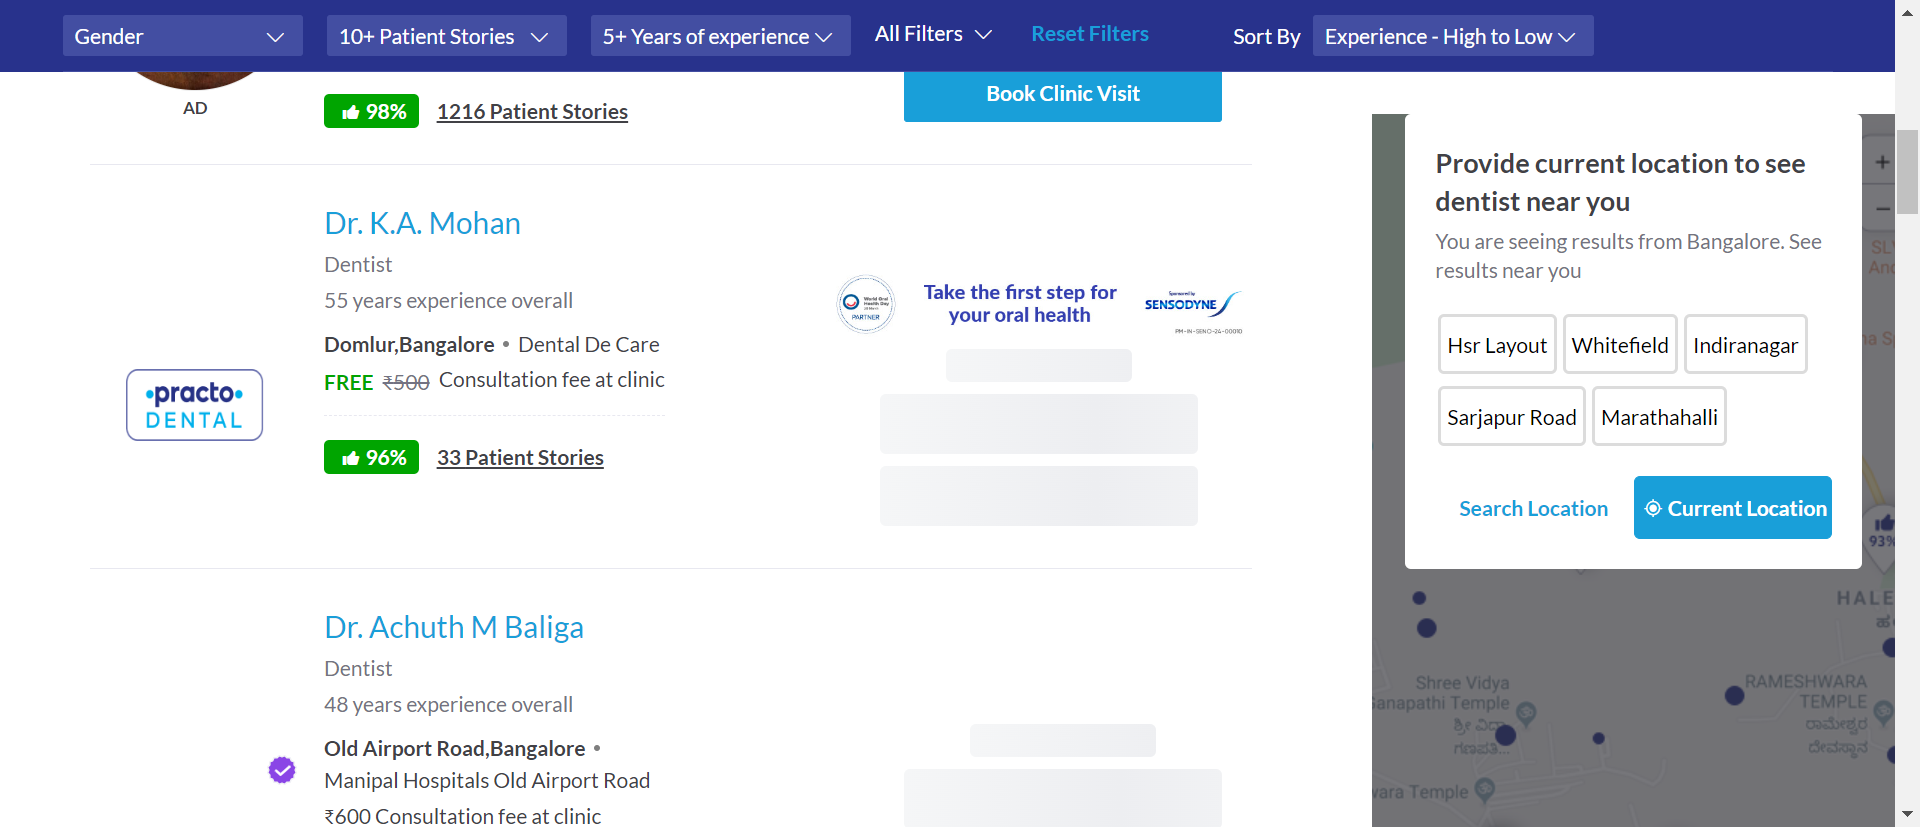 Gender
10+ Patient Stories
5+ Years of experience
All Filters
Reset Filters
Sort By
Experience - High to Low
AD
98%
1216 Patient Stories
Book Clinic Visit
Dr. K.A. Mohan
Dentist
55 years experience overall
Domlur,Bangalore • Dental De Care
FREE ₹500 Consultation fee at clinic
96%
33 Patient Stories
practo
DENTAL
World Oral
Health Day
PARTNER
Take the first step for
your oral health
Sponsored by
SENSODYNE
PM-IN-SENO-24-00010
Dr. Achuth M Baliga
Dentist
48 years experience overall
Old Airport Road,Bangalore •
Manipal Hospitals Old Airport Road
₹600 Consultation fee at clinic
Provide current location to see
dentist near you
You are seeing results from Bangalore. See
results near you
Hsr Layout
Whitefield
Indiranagar
Sarjapur Road
Marathahalli
Search Location
Current Location
93%
HALE
Shree Vidya
Ganapathi Temple
ಶ್ರೀ ವಿದ್ಯಾ
ಗಣಪತಿ...
RAMESHWARA
TEMPLE
ರಾಮೇಶ್ವರ
ದೇವಸ್ಥಾನ
wara Temple